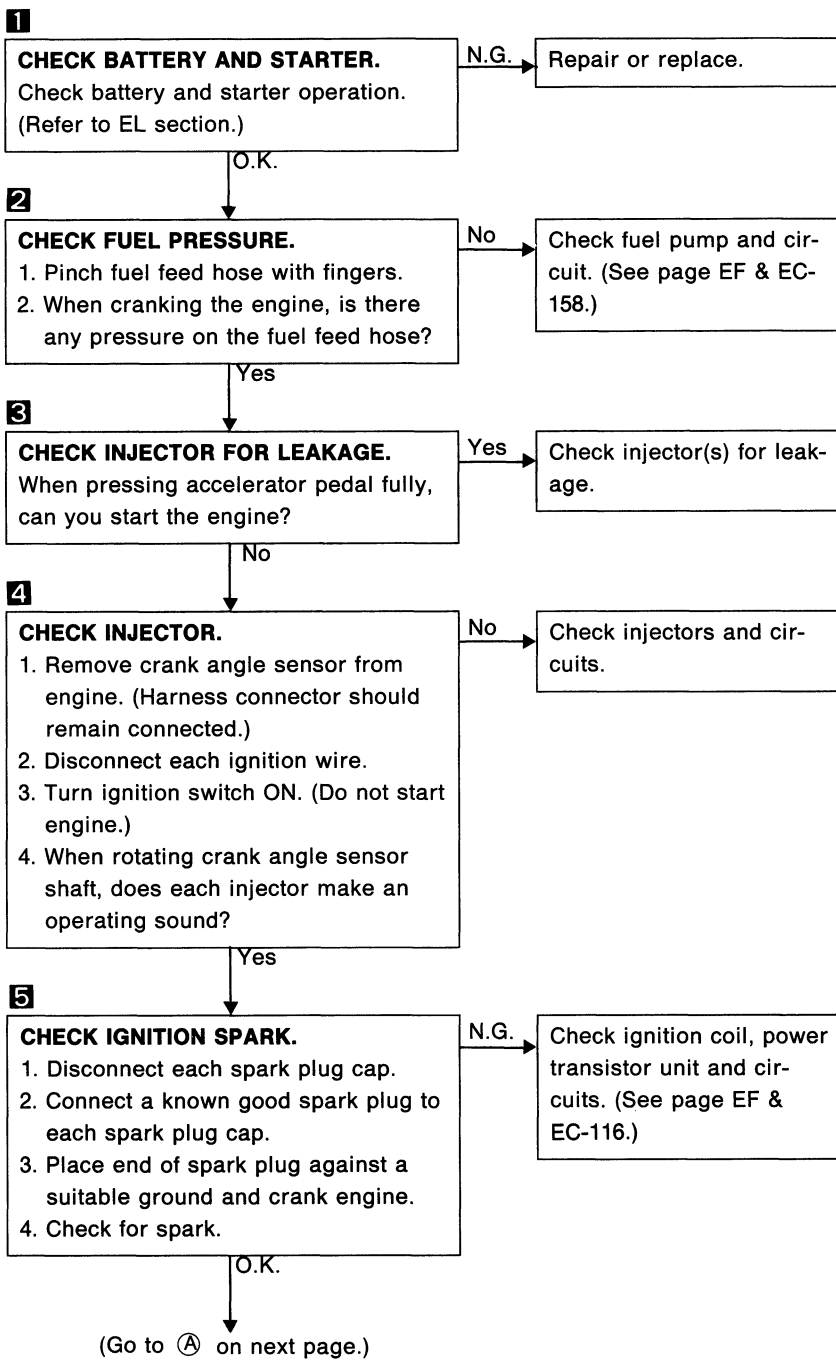 1
CHECK BATTERY AND STARTER.
Check battery and starter operation.
(Refer to EL section.)
N.G.
Repair or replace.
O.K.
2
CHECK FUEL PRESSURE.
1. Pinch fuel feed hose with fingers.
2. When cranking the engine, is there
any pressure on the fuel feed hose?
No
Check fuel pump and cir-
cuit. (See page EF & EC-
158.)
Yes
3
CHECK INJECTOR FOR LEAKAGE.
When pressing accelerator pedal fully,
can you start the engine?
Yes
Check injector(s) for leak-
age.
No
4
CHECK INJECTOR.
1. Remove crank angle sensor from
engine. (Harness connector should
remain connected.)
2. Disconnect each ignition wire.
3. Turn ignition switch ON. (Do not start
engine.)
4. When rotating crank angle sensor
shaft, does each injector make an
operating sound?
No
Check injectors and cir-
cuits.
Yes
5
CHECK IGNITION SPARK.
1. Disconnect each spark plug cap.
2. Connect a known good spark plug to
each spark plug cap.
3. Place end of spark plug against a
suitable ground and crank engine.
4. Check for spark.
N.G.
Check ignition coil, power
transistor unit and cir-
cuits. (See page EF &
EC-116.)
O.K.
(Go to Ⓐ on next page.)